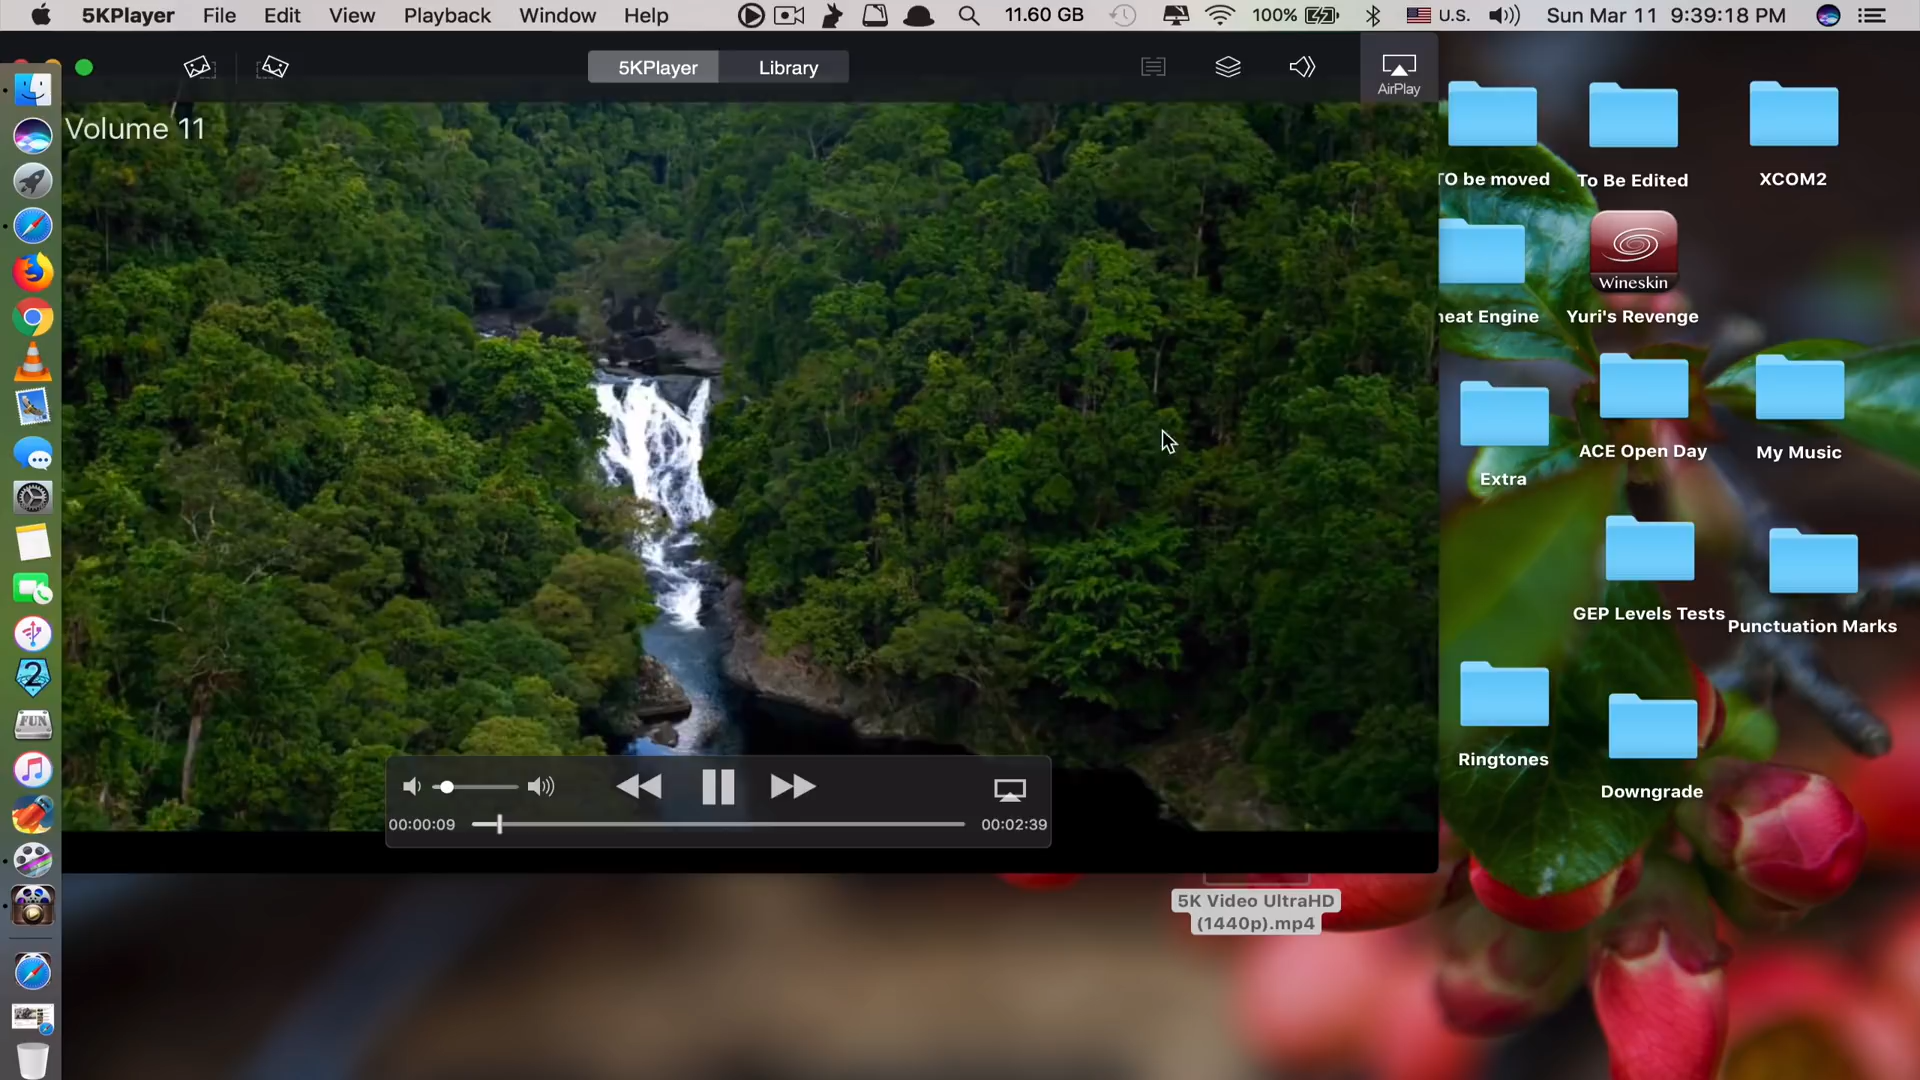 5KPlayer File Edit View Playback Window Help 11.60 GB 100% U.S. Sun Mar 11 9:39:18 PM
5KPlayer Library
AirPlay
Volume 11
TO be moved To Be Edited XCOM2
Wineskin
heat Engine Yuri's Revenge
ACE Open Day My Music
Extra
GEP Levels Tests Punctuation Marks
2
FUN
Ringtones Downgrade
00:00:09 00:02:39
5K Video UltraHD
(1440p).mp4